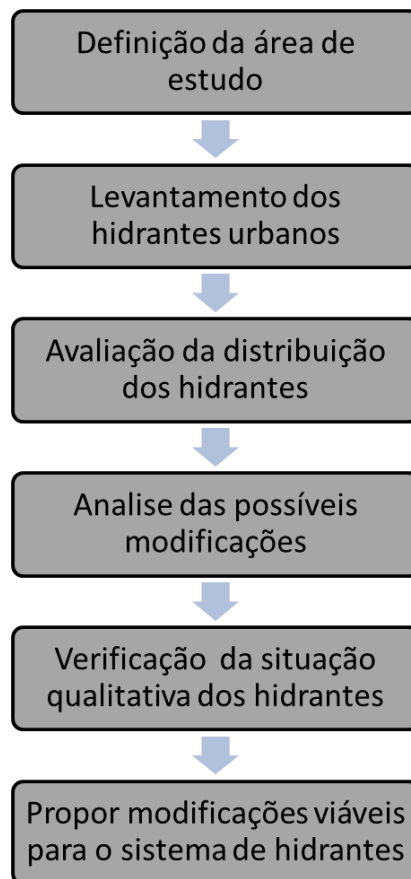 Definição da área de
estudo
Levantamento dos
hidrantes urbanos
Avaliação da distribuição
dos hidrantes
Analise das possíveis
modificações
Verificação da situação
qualitativa dos hidrantes
Propor modificações viáveis
para o sistema de hidrantes